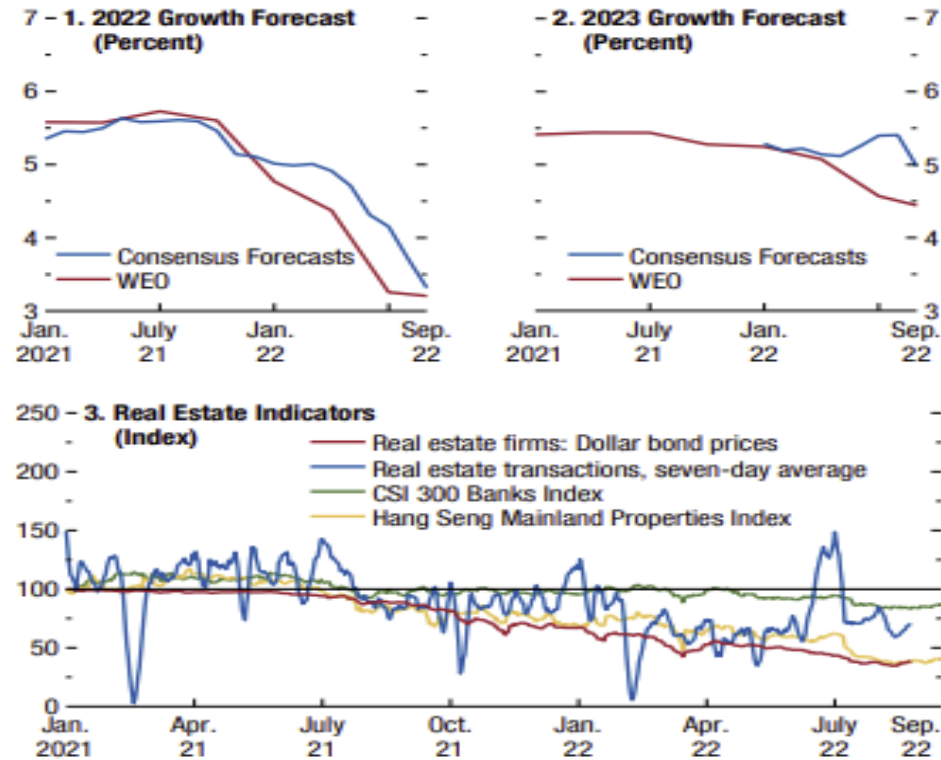 7 – 1. 2022 Growth Forecast
(Percent)
6
5
4
3
Consensus Forecasts
WEO
Jan.
2021
July
21
Jan.
22
Sep.
22
2. 2023 Growth Forecast
(Percent)
7
6
5
4
3
Consensus Forecasts
WEO
Jan.
2021
July
21
Jan.
22
Sep.
22
250 – 3. Real Estate Indicators
(Index)
Real estate firms: Dollar bond prices
Real estate transactions, seven-day average
CSI 300 Banks Index
Hang Seng Mainland Properties Index
200
150
100
50
0
Jan.
2021
Apr.
21
July
21
Oct.
21
Jan.
22
Apr.
22
July
22
Sep.
22